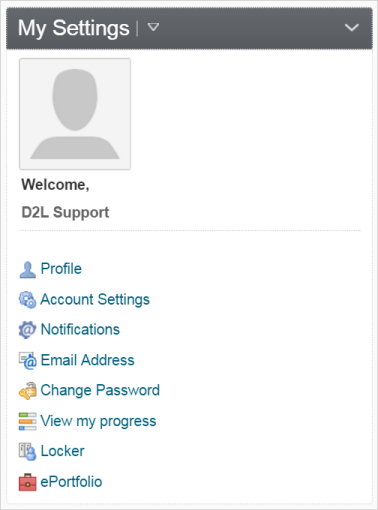 My Settings
Welcome,
D2L Support
Profile
Account Settings
Notifications
Email Address
Change Password
View my progress
Locker
ePortfolio